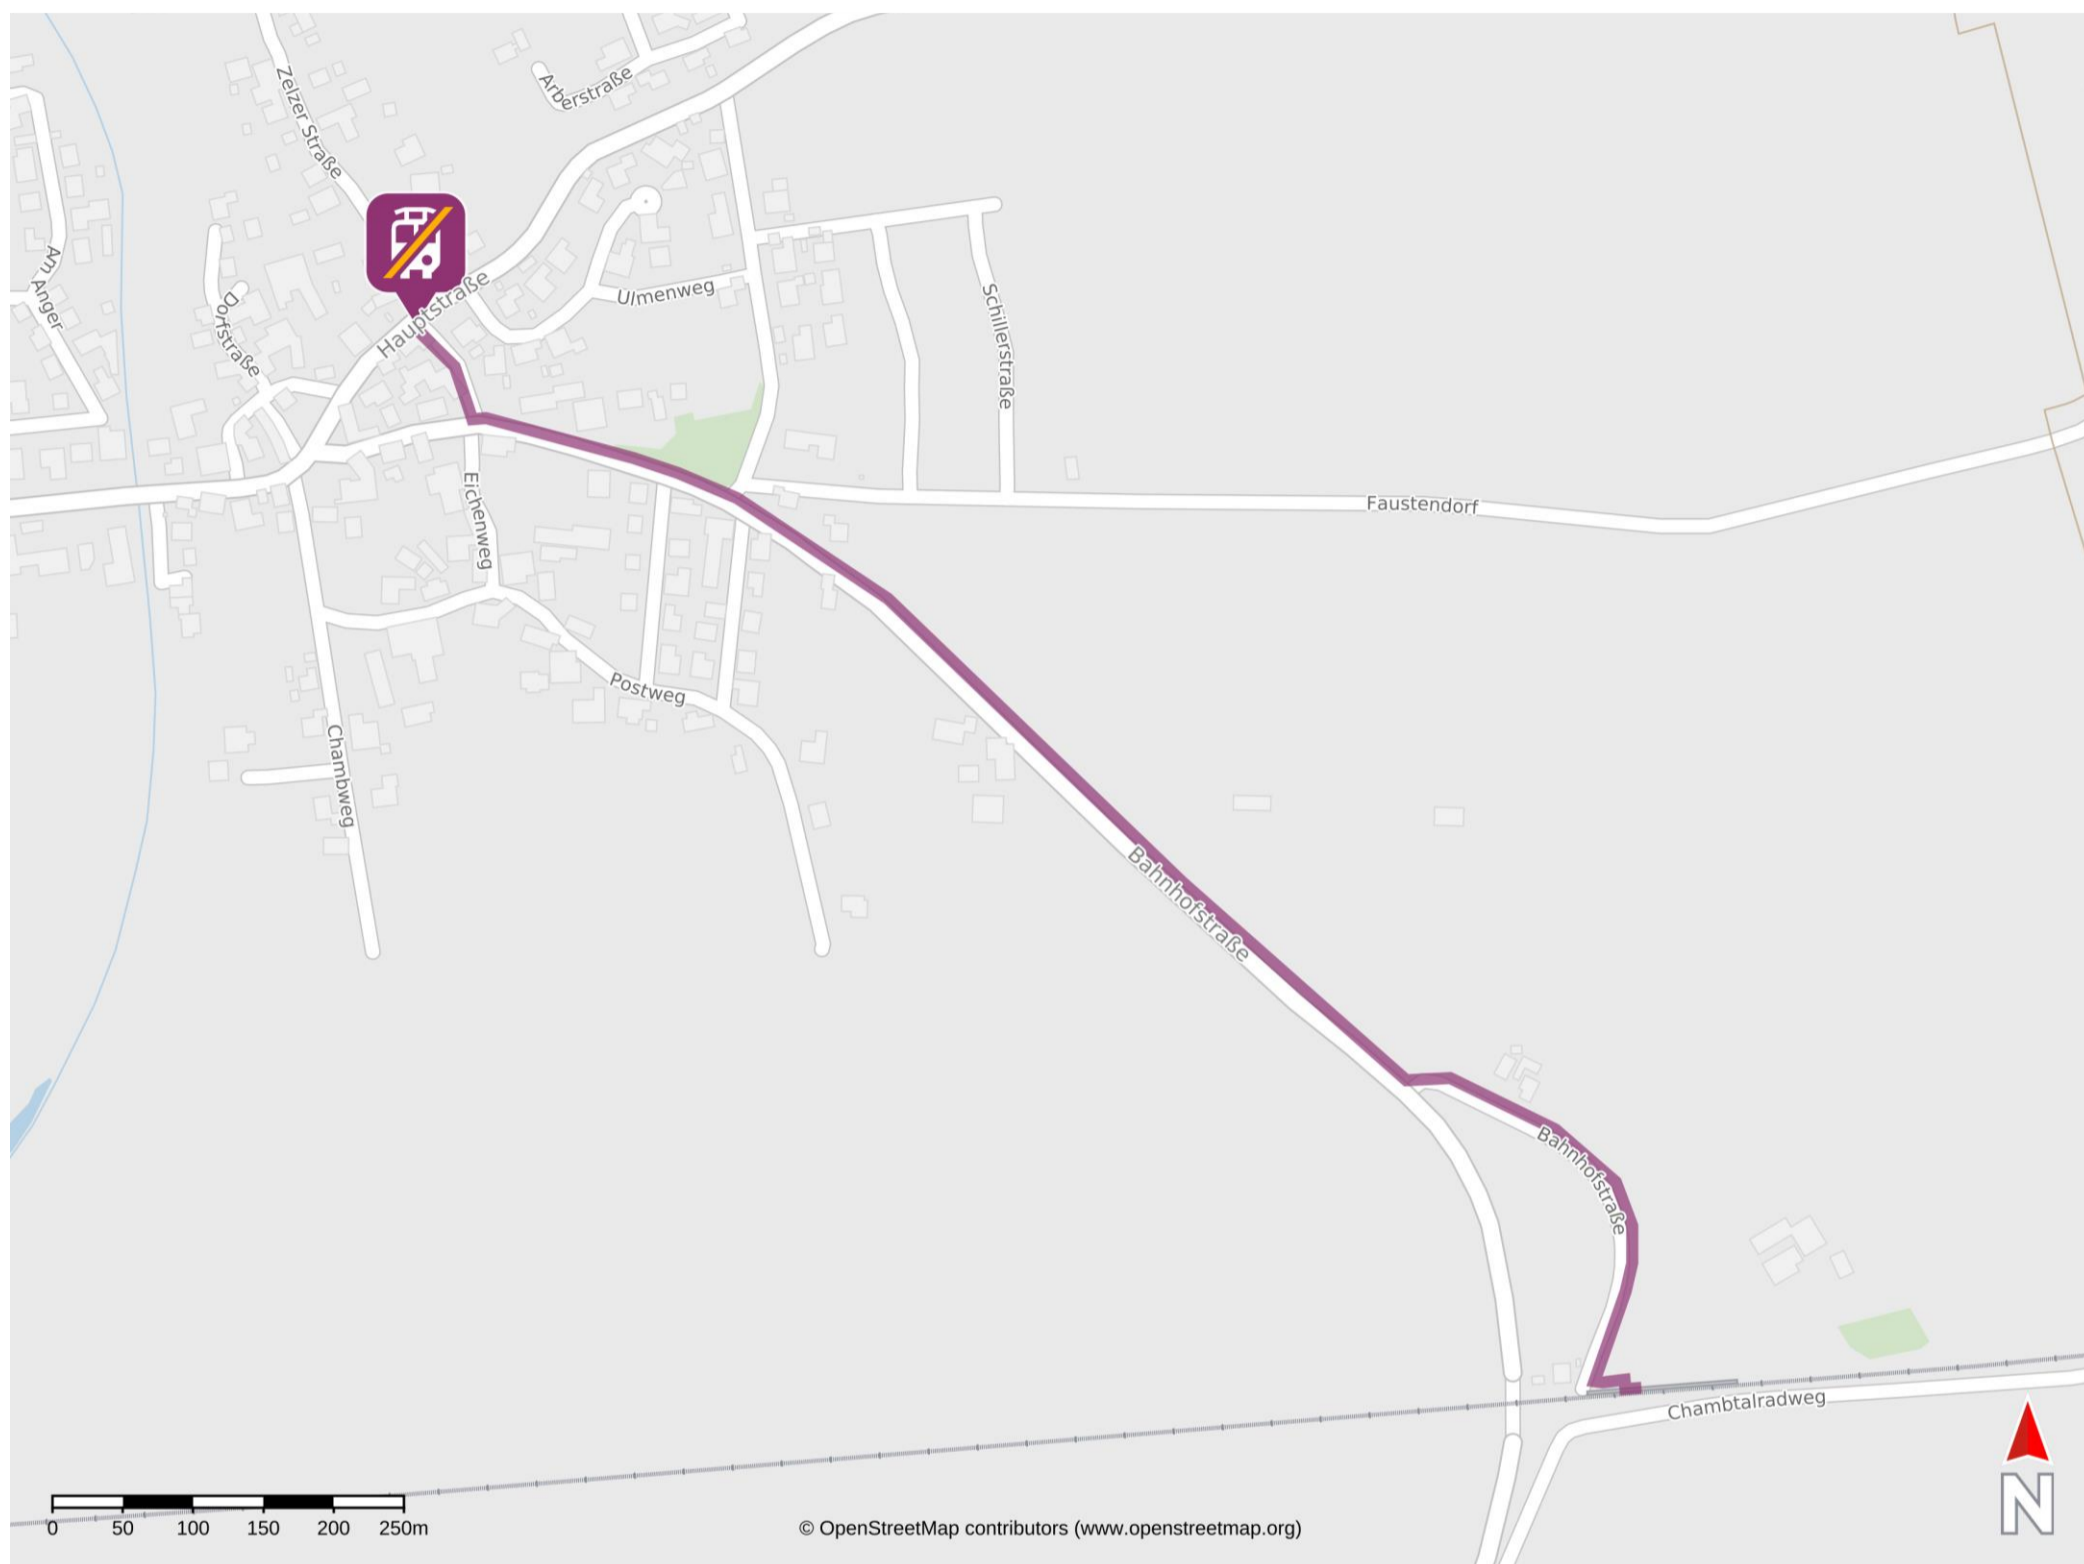 Zelzer Straße
Arberstraße
Am Anger
Dorfstraße
Hauptstraße
Ulmenweg
Schillerstraße
Faustendorf
Eichenweg
Postweg
Chambweg
Bahnhofstraße
Bahnhofstraße
Chambtalradweg
N
0 50 100 150 200 250m
© OpenStreetMap contributors (www.openstreetmap.org)